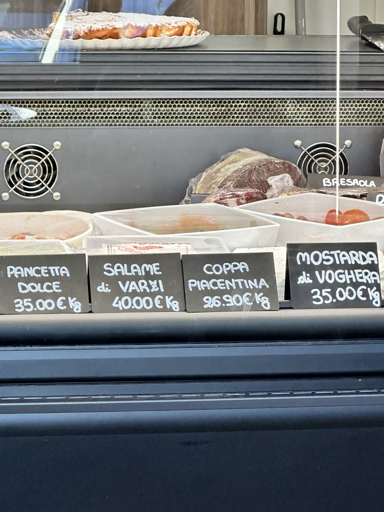 BRESAOLA
PANCETTA
DOLCE
35.00 € Kg
SALAME
di VARZI
40.00 € Kg
COPPA
PIACENTINA
26.90 € Kg
MOSTARDA
di VOGHERA
35.00 € Kg